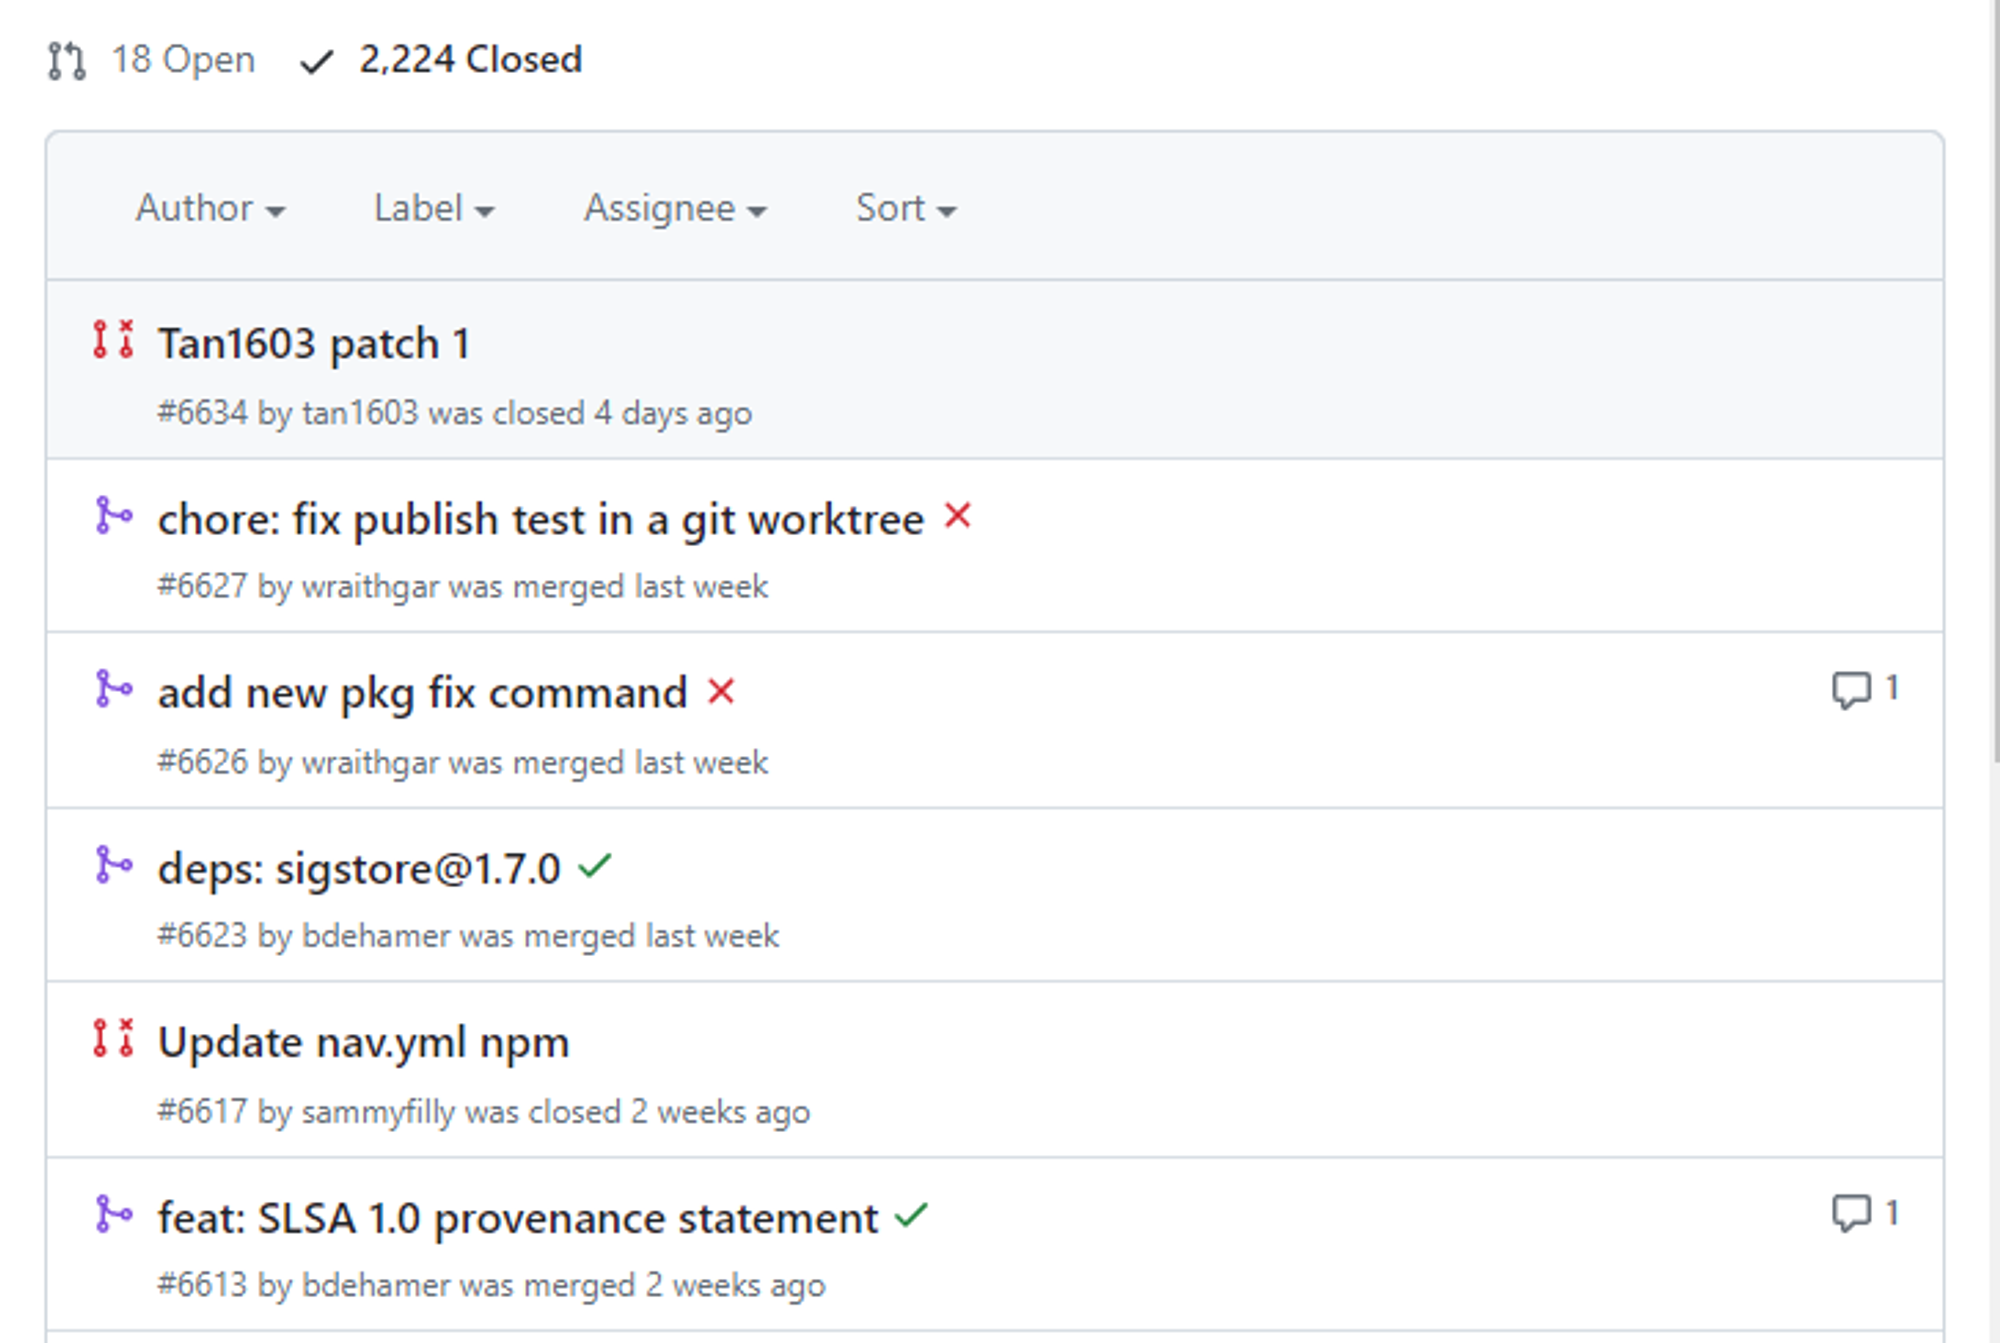 18 Open 2,224 Closed
Author Label Assignee Sort
Tan1603 patch 1
#6634 by tan1603 was closed 4 days ago
chore: fix publish test in a git worktree
#6627 by wraithgar was merged last week
add new pkg fix command 1
#6626 by wraithgar was merged last week
deps: sigstore@1.7.0
#6623 by bdehamer was merged last week
Update nav.yml npm
#6617 by sammyfilly was closed 2 weeks ago
feat: SLSA 1.0 provenance statement 1
#6613 by bdehamer was merged 2 weeks ago